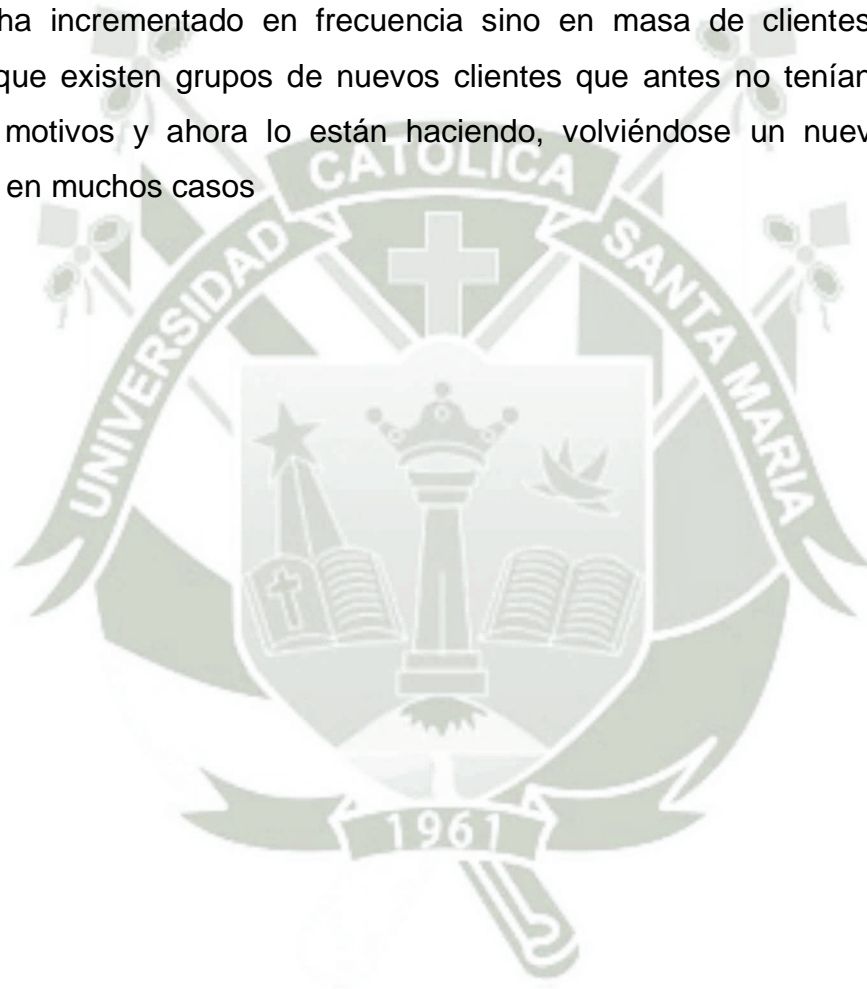 ha incrementado en frecuencia sino en masa de clientes
que existen grupos de nuevos clientes que antes no tenían
motivos y ahora lo están haciendo, volviéndose un nuev
en muchos casos
UNIVERSIDAD CATOLICA SANTA MARIA
1961